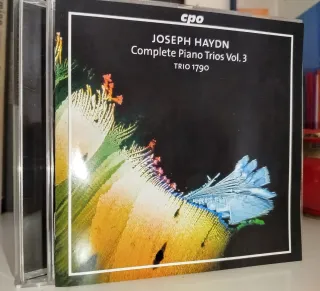 cpo
JOSEPH HAYDN
Complete Piano Trios Vol. 3
TRIO 1790